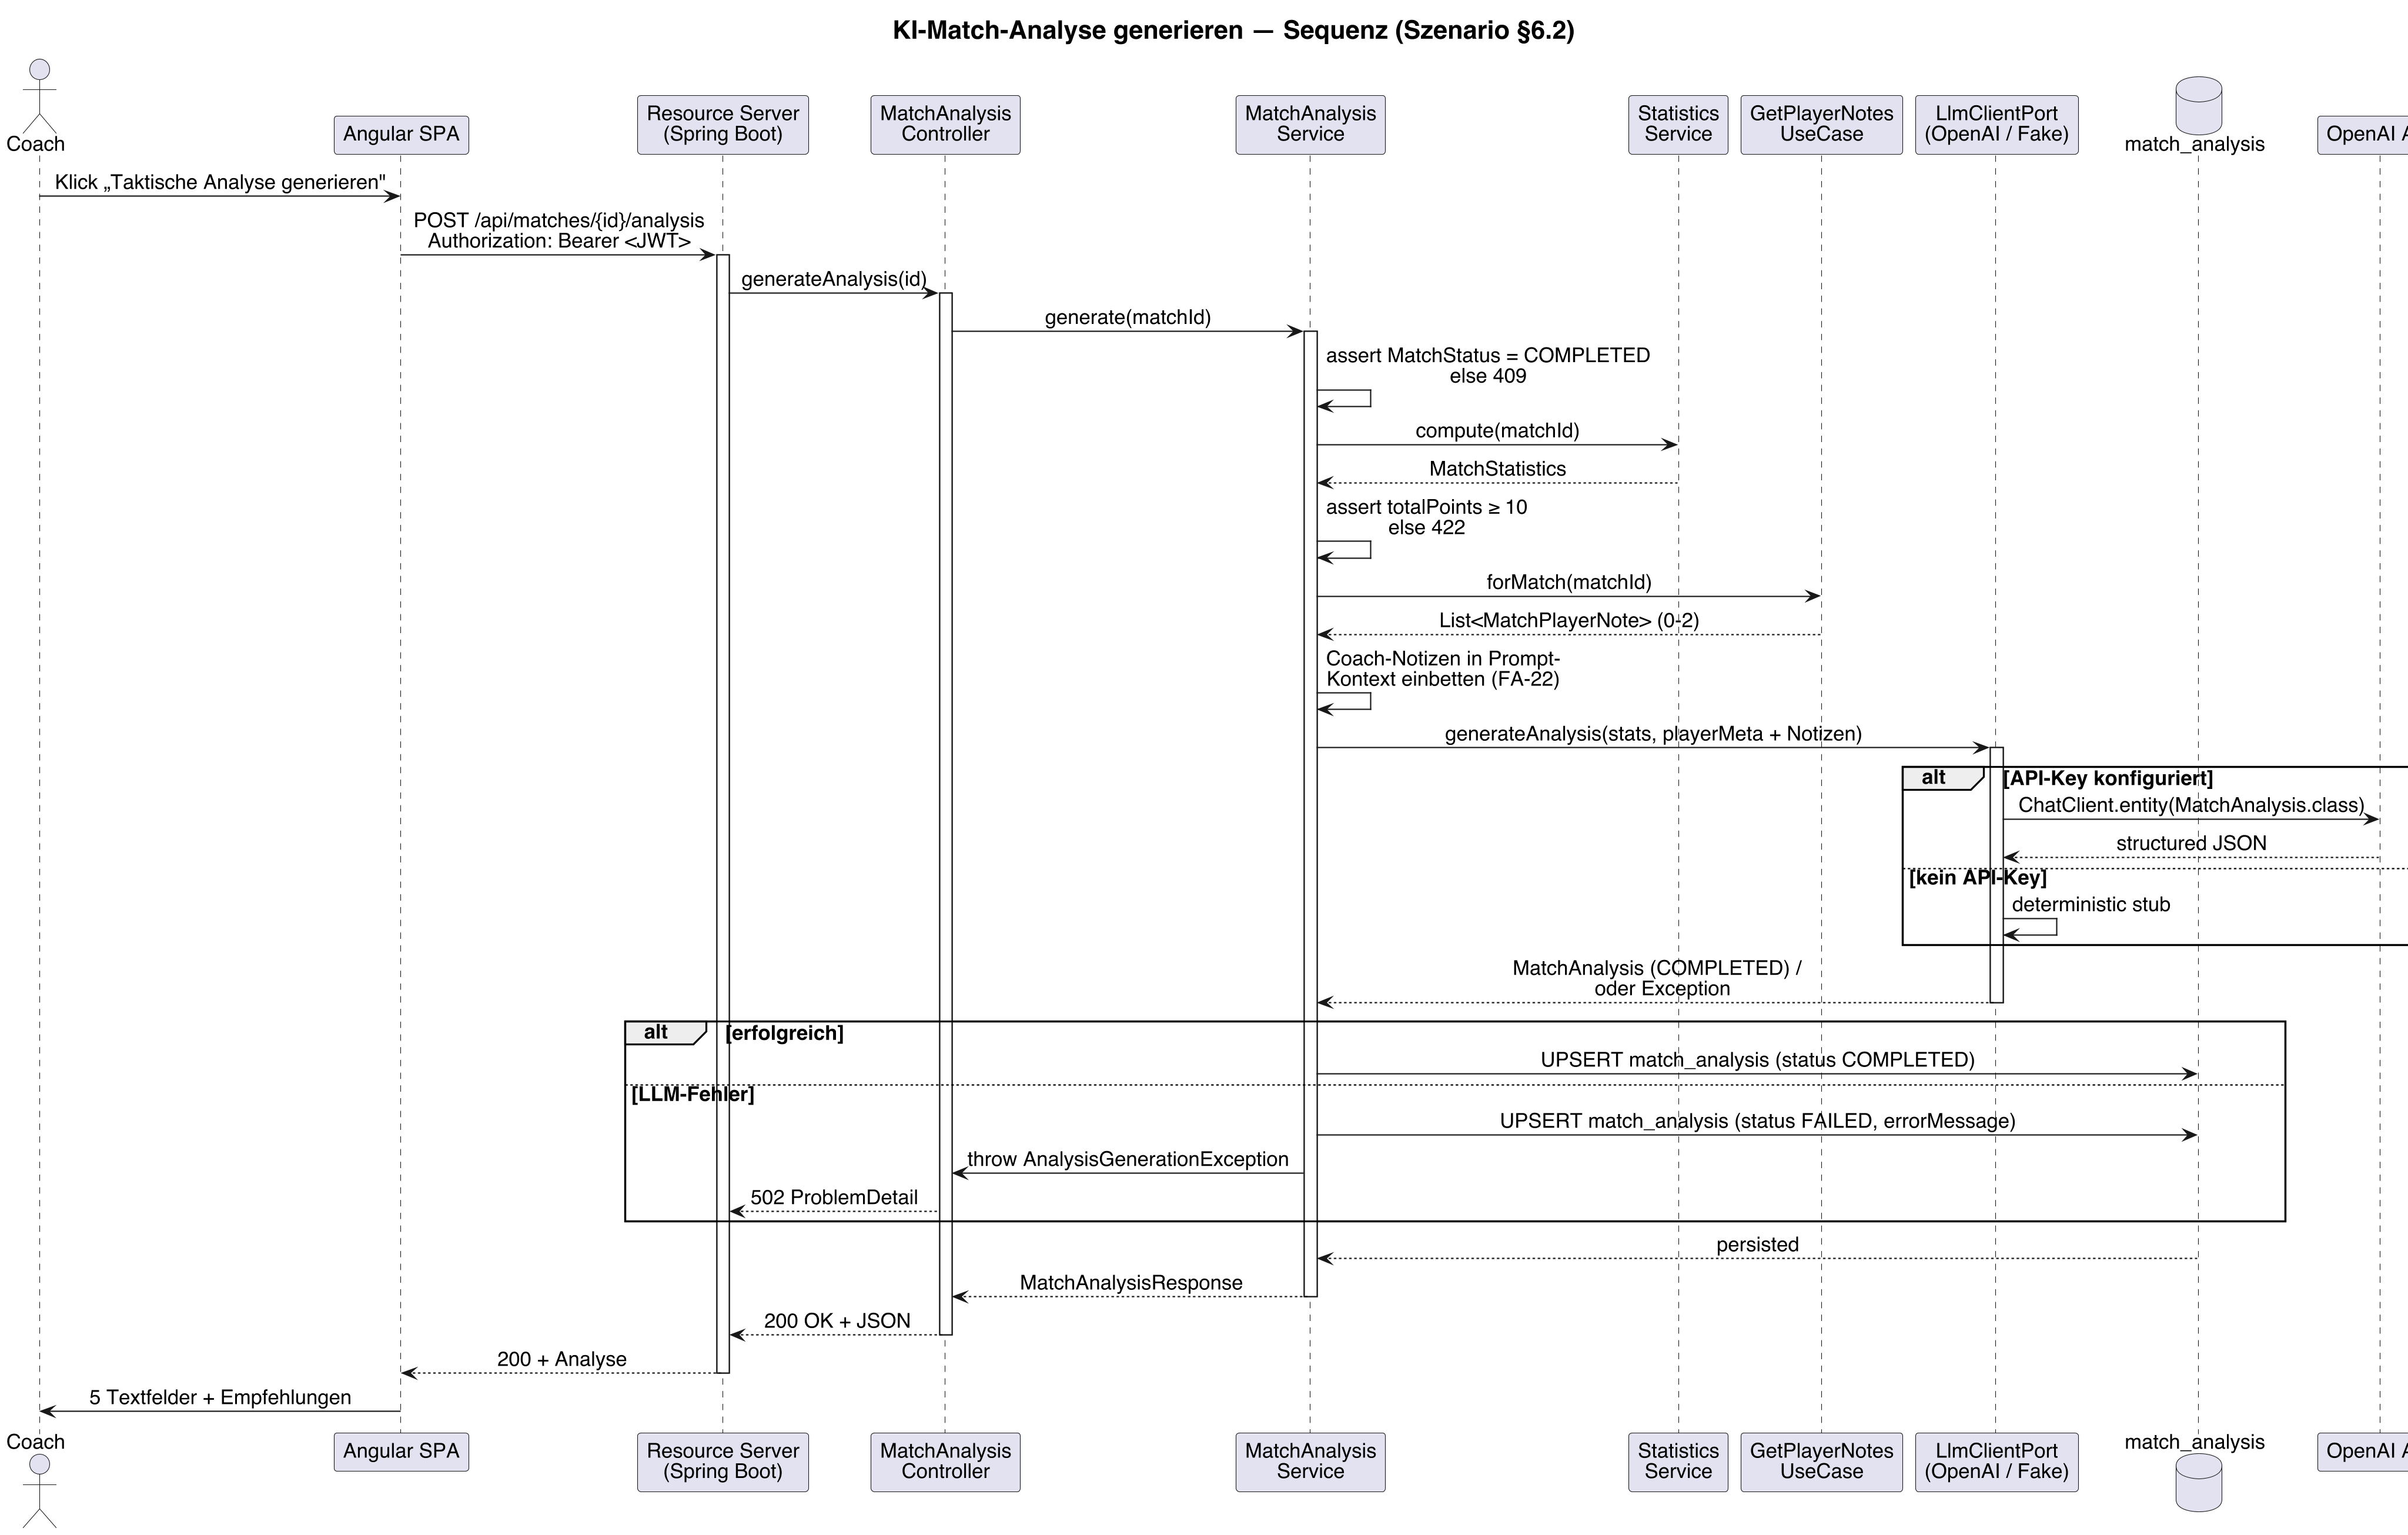 KI-Match-Analyse generieren — Sequenz (Szenario §6.2)
Coach
Angular SPA
Resource Server
(Spring Boot)
MatchAnalysis
Controller
MatchAnalysis
Service
Statistics
Service
GetPlayerNotes
UseCase
LlmClientPort
(OpenAI / Fake)
match_analysis
OpenAI
Klick „Taktische Analyse generieren"
POST /api/matches/{id}/analysis
Authorization: Bearer <JWT>
generateAnalysis(id)
generate(matchId)
assert MatchStatus = COMPLETED
else 409
compute(matchId)
MatchStatistics
assert totalPoints ≥ 10
else 422
forMatch(matchId)
List<MatchPlayerNote> (0-2)
Coach-Notizen in Prompt-
Kontext einbetten (FA-22)
generateAnalysis(stats, playerMeta + Notizen)
alt [API-Key konfiguriert]
ChatClient.entity(MatchAnalysis.class)
structured JSON
[kein API-Key]
deterministic stub
MatchAnalysis (COMPLETED) /
oder Exception
alt [erfolgreich]
UPSERT match_analysis (status COMPLETED)
[LLM-Fehler]
UPSERT match_analysis (status FAILED, errorMessage)
throw AnalysisGenerationException
502 ProblemDetail
persisted
MatchAnalysisResponse
200 OK + JSON
200 + Analyse
5 Textfelder + Empfehlungen
Coach
Angular SPA
Resource Server
(Spring Boot)
MatchAnalysis
Controller
MatchAnalysis
Service
Statistics
Service
GetPlayerNotes
UseCase
LlmClientPort
(OpenAI / Fake)
match_analysis
OpenAI